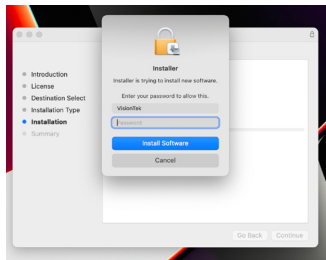 Installer
Installer is trying to install new software.
Enter your password to allow this.
VisionTek
Password
Install Software
Cancel
Introduction
License
Destination Select
Installation Type
Installation
Summary
Go Back
Continue